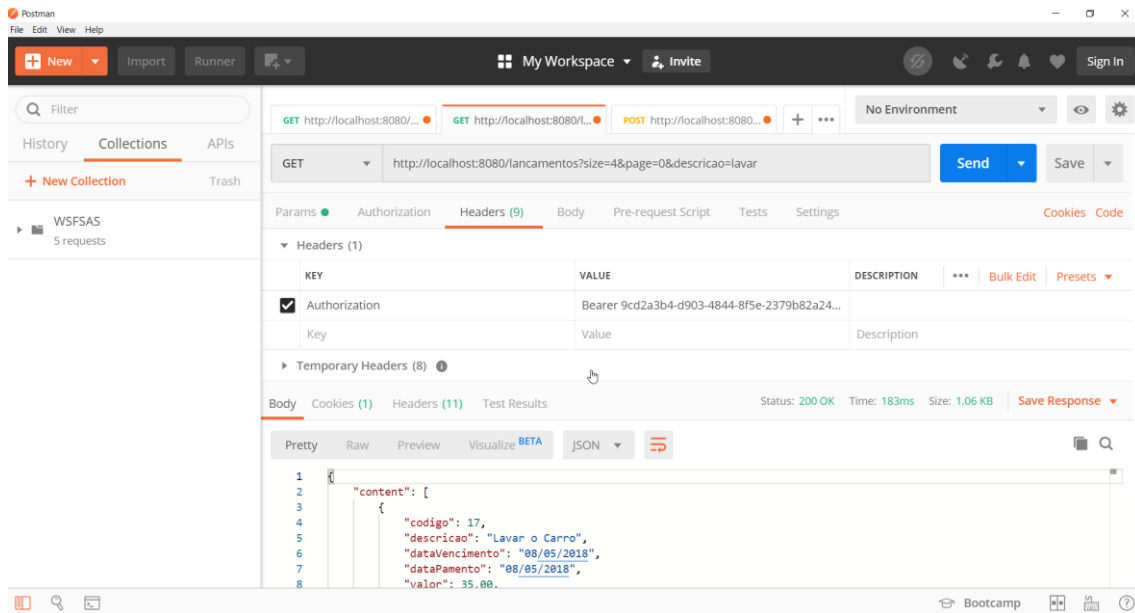 Postman
File Edit View Help
New Import Runner My Workspace Invite Sign In
Filter
History Collections APIs
New Collection Trash
WSFSAS
5 requests
GET http://localhost:8080/... GET http://localhost:8080/l... POST http://localhost:8080... + ••• No Environment
GET http://localhost:8080/lancamentos?size=4&page=0&descricao=lavar Send Save
Params Authorization Headers (9) Body Pre-request Script Tests Settings Cookies Code
Headers (1)
KEY VALUE DESCRIPTION ••• Bulk Edit Presets
Authorization Bearer 9cd2a3b4-d903-4844-8f5e-2379b82a24...
Key Value Description
Temporary Headers (8)
Body Cookies (1) Headers (11) Test Results Status: 200 OK Time: 183ms Size: 1.06 KB Save Response
Pretty Raw Preview Visualize BETA JSON
1 {
2 "content": [
3 {
4 "codigo": 17,
5 "descricao": "Lavar o Carro",
6 "dataVencimento": "08/05/2018",
7 "dataPamento": "08/05/2018",
8 "valor": 35.00,
Bootcamp